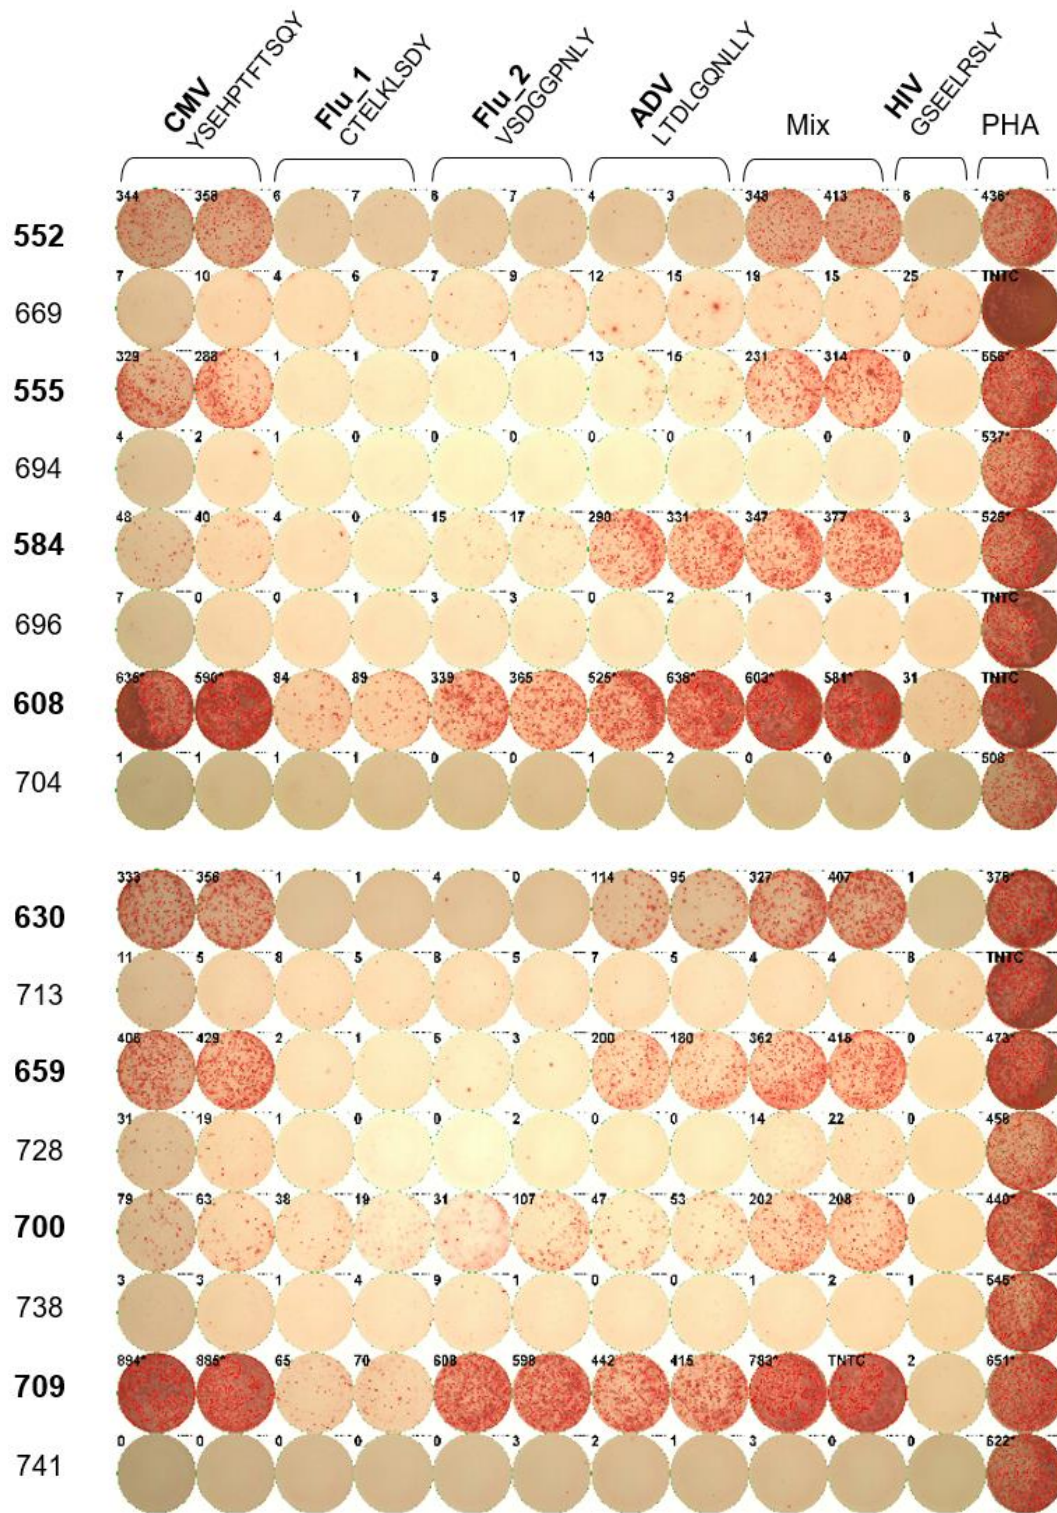 CMV YSEHPTFTSQY
Flu_1 CTELKLSDY
Flu_2 VSDGGPNLY
ADV LTDLGQNLLY
Mix
HIV GSEELRSLY
PHA
552 344 358 6 7 6 7 4 3 348 413 6 436*
669 7 10 4 6 7 9 12 15 19 15 25 TNTC
555 329 288 1 1 0 1 13 15 231 314 0 556*
694 4 2 1 0 0 0 0 0 1 0 0 537*
584 48 40 4 0 15 17 290 331 347 377 3 525*
696 7 0 0 1 3 3 0 2 1 3 1 TNTC
608 635* 590* 84 89 339 365 525* 638* 603* 581* 31 TNTC
704 1 1 1 1 0 0 1 2 0 0 0 508
630 333 356 1 1 4 0 114 95 327 407 1 378*
713 11 5 8 5 8 5 7 5 4 4 8 TNTC
659 408 429 2 1 5 3 200 180 362 415 0 473*
728 31 19 1 0 0 2 0 0 14 22 0 458
700 79 63 38 19 31 107 47 53 202 208 0 440*
738 3 3 1 4 9 1 0 0 1 2 1 545*
709 894* 885* 65 70 608 598 442 415 783* TNTC 2 651*
741 0 0 0 0 0 3 2 1 3 0 0 622*